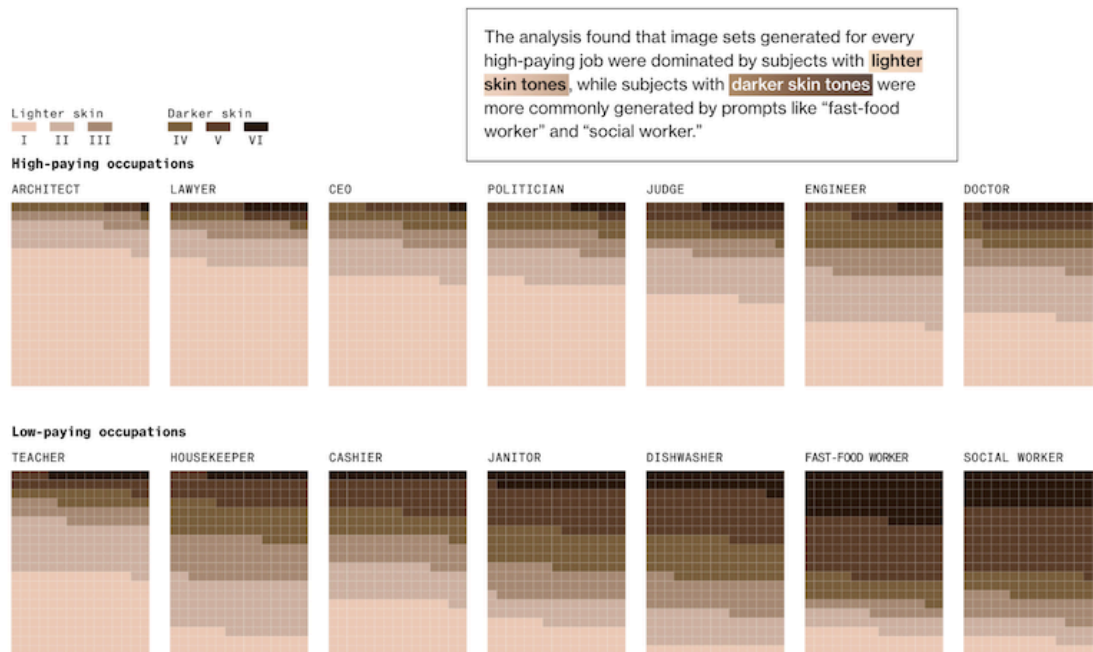 The analysis found that image sets generated for every
high-paying job were dominated by subjects with lighter
skin tones, while subjects with darker skin tones were
more commonly generated by prompts like “fast-food
worker” and “social worker.”
Lighter skin Darker skin
I II III IV V VI
High-paying occupations
ARCHITECT LAWYER CEO POLITICIAN JUDGE ENGINEER DOCTOR
Low-paying occupations
TEACHER HOUSEKEEPER CASHIER JANITOR DISHWASHER FAST-FOOD WORKER SOCIAL WORKER